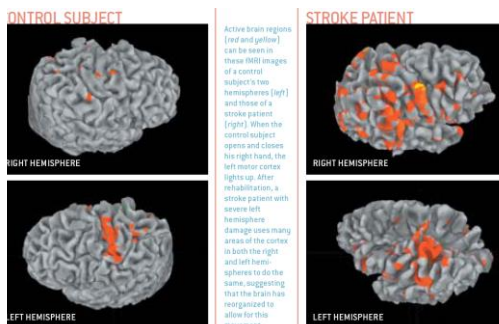 ONTROL SUBJECT
RIGHT HEMISPHERE
LEFT HEMISPHERE
Active brain regions
(red and yellow)
can be seen in
these fMRI images
of a control
subject's two
hemispheres (left)
and those of a
stroke patient
(right). When the
control subject
opens and closes
his right hand, the
left motor cortex
lights up. After
rehabilitation, a
stroke patient with
severe left
hemisphere
damage uses many
areas of the cortex
in both the right
and left hemi-
spheres to do the
same, suggesting
that the brain has
reorganized to
allow for this
STROKE PATIENT
RIGHT HEMISPHERE
LEFT HEMISPHERE